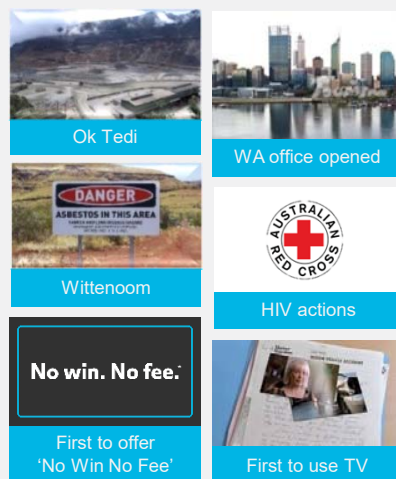 Ok Tedi
WA office opened
DANGER
ASBESTOS IN THIS AREA
Wittenoom
AUSTRALIAN
RED CROSS
HIV actions
No win. No fee.
First to offer
‘No Win No Fee’
First to use TV